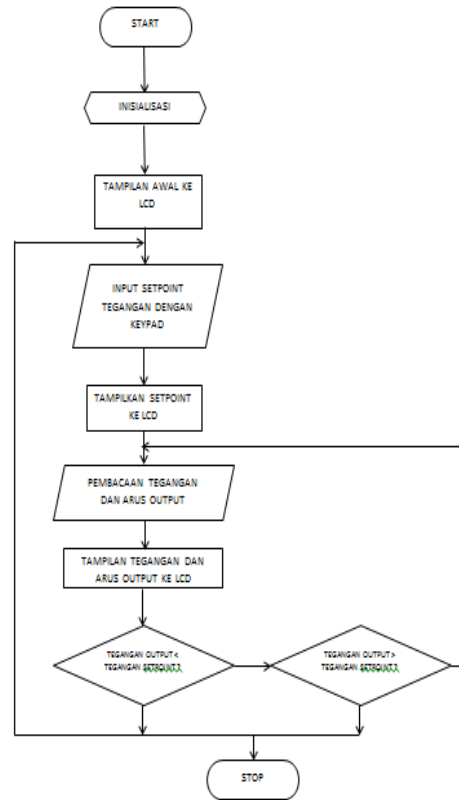 START
INISIALISASI
TAMPILAN AWAL KE
LCD
INPUT SETPOINT
TEGANGAN DENGAN
KEYPAD
TAMPILKAN SETPOINT
KE LCD
PEMBACAAN TEGANGAN
DAN ARUS OUTPUT
TAMPILAN TEGANGAN DAN
ARUS OUTPUT KE LCD
TEGANGAN OUTPUT <
TEGANGAN SETPOINT ?
TEGANGAN OUTPUT >
TEGANGAN SETPOINT ?
STOP